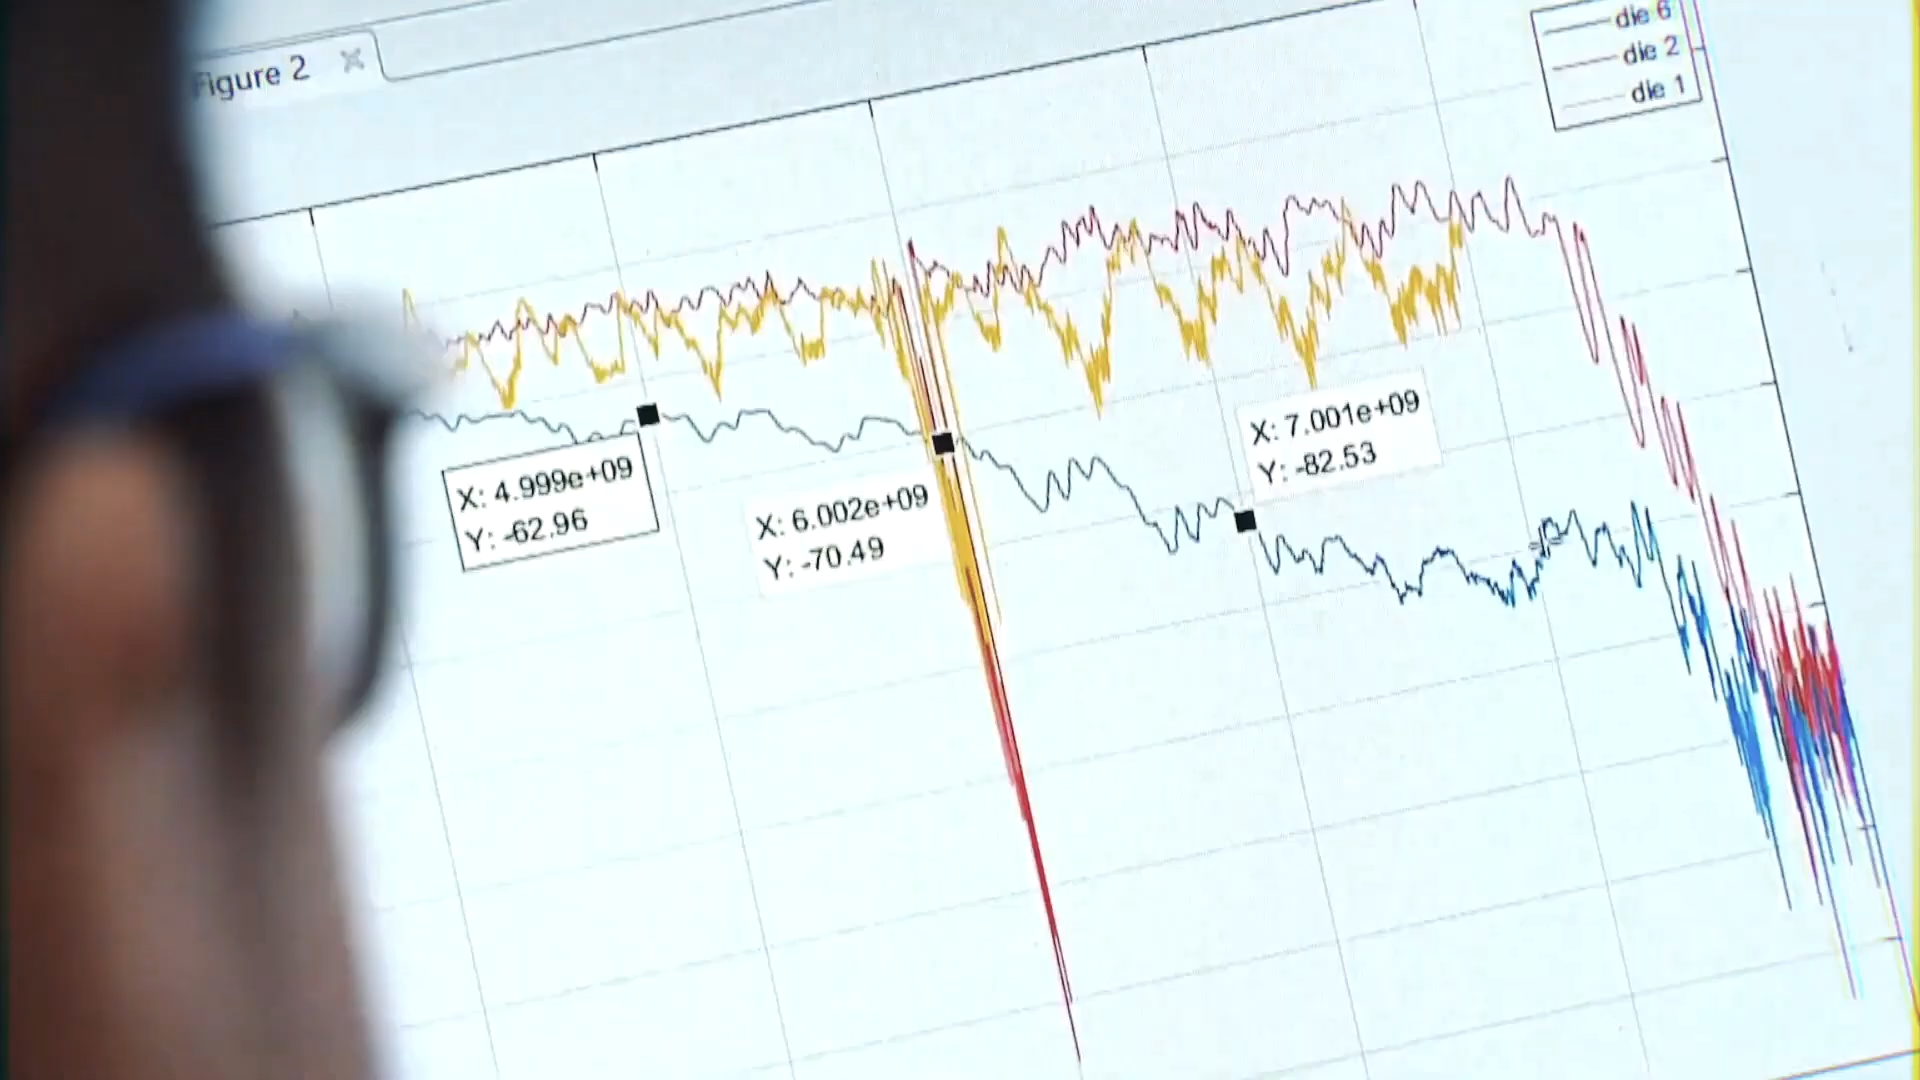 Figure 2
die 6
die 2
die 1
X: 4.999e+09
Y: -62.96
X: 6.002e+09
Y: -70.49
X: 7.001e+09
Y: -82.53